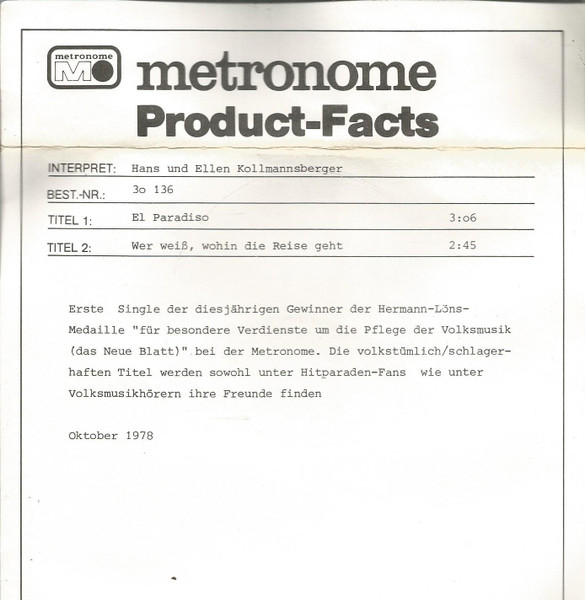 metronome
MO
metronome
Product-Facts
INTERPRET: Hans und Ellen Kollmannsberger
BEST.-NR.: 3o 136
TITEL 1: El Paradiso 3:o6
TITEL 2: Wer weiß, wohin die Reise geht 2:45
Erste Single der diesjährigen Gewinner der Hermann-Löns-
Medaille "für besondere Verdienste um die Pflege der Volksmusik
(das Neue Blatt)" bei der Metronome. Die volkstümlich/schlager-
haften Titel werden sowohl unter Hitparaden-Fans wie unter
Volksmusikhörern ihre Freunde finden
Oktober 1978